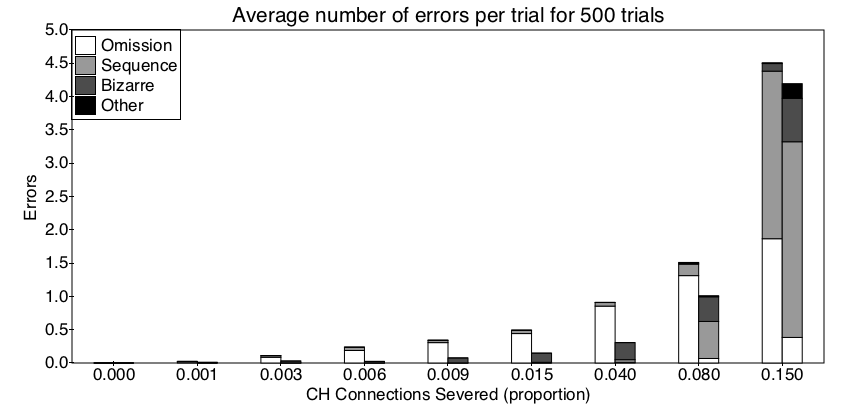 Average number of errors per trial for 500 trials
5.0
4.5
4.0
3.5
3.0
2.5
2.0
1.5
1.0
0.5
0.0
Errors
Omission
Sequence
Bizarre
Other
0.000 0.001 0.003 0.006 0.009 0.015 0.040 0.080 0.150
CH Connections Severed (proportion)